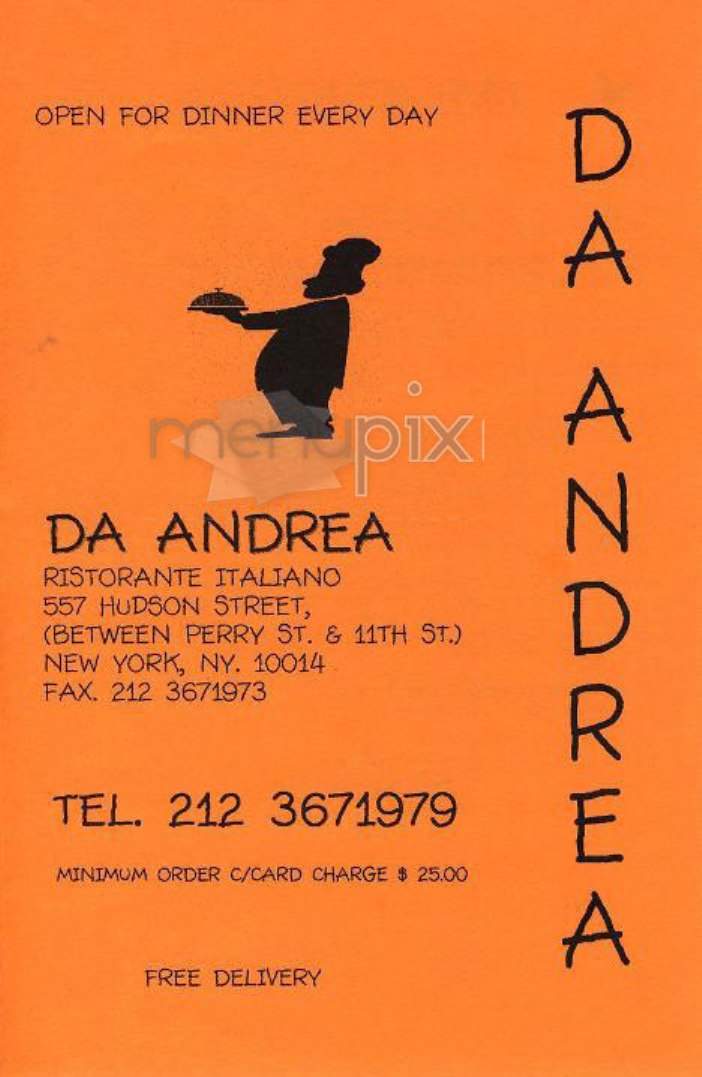 OPEN FOR DINNER EVERY DAY
DA ANDREA
menupix
DA ANDREA
RISTORANTE ITALIANO
557 HUDSON STREET,
(BETWEEN PERRY ST. & 11TH ST.)
NEW YORK, NY. 10014
FAX. 212 3671973
TEL. 212 3671979
MINIMUM ORDER C/CARD CHARGE $ 25.00
FREE DELIVERY